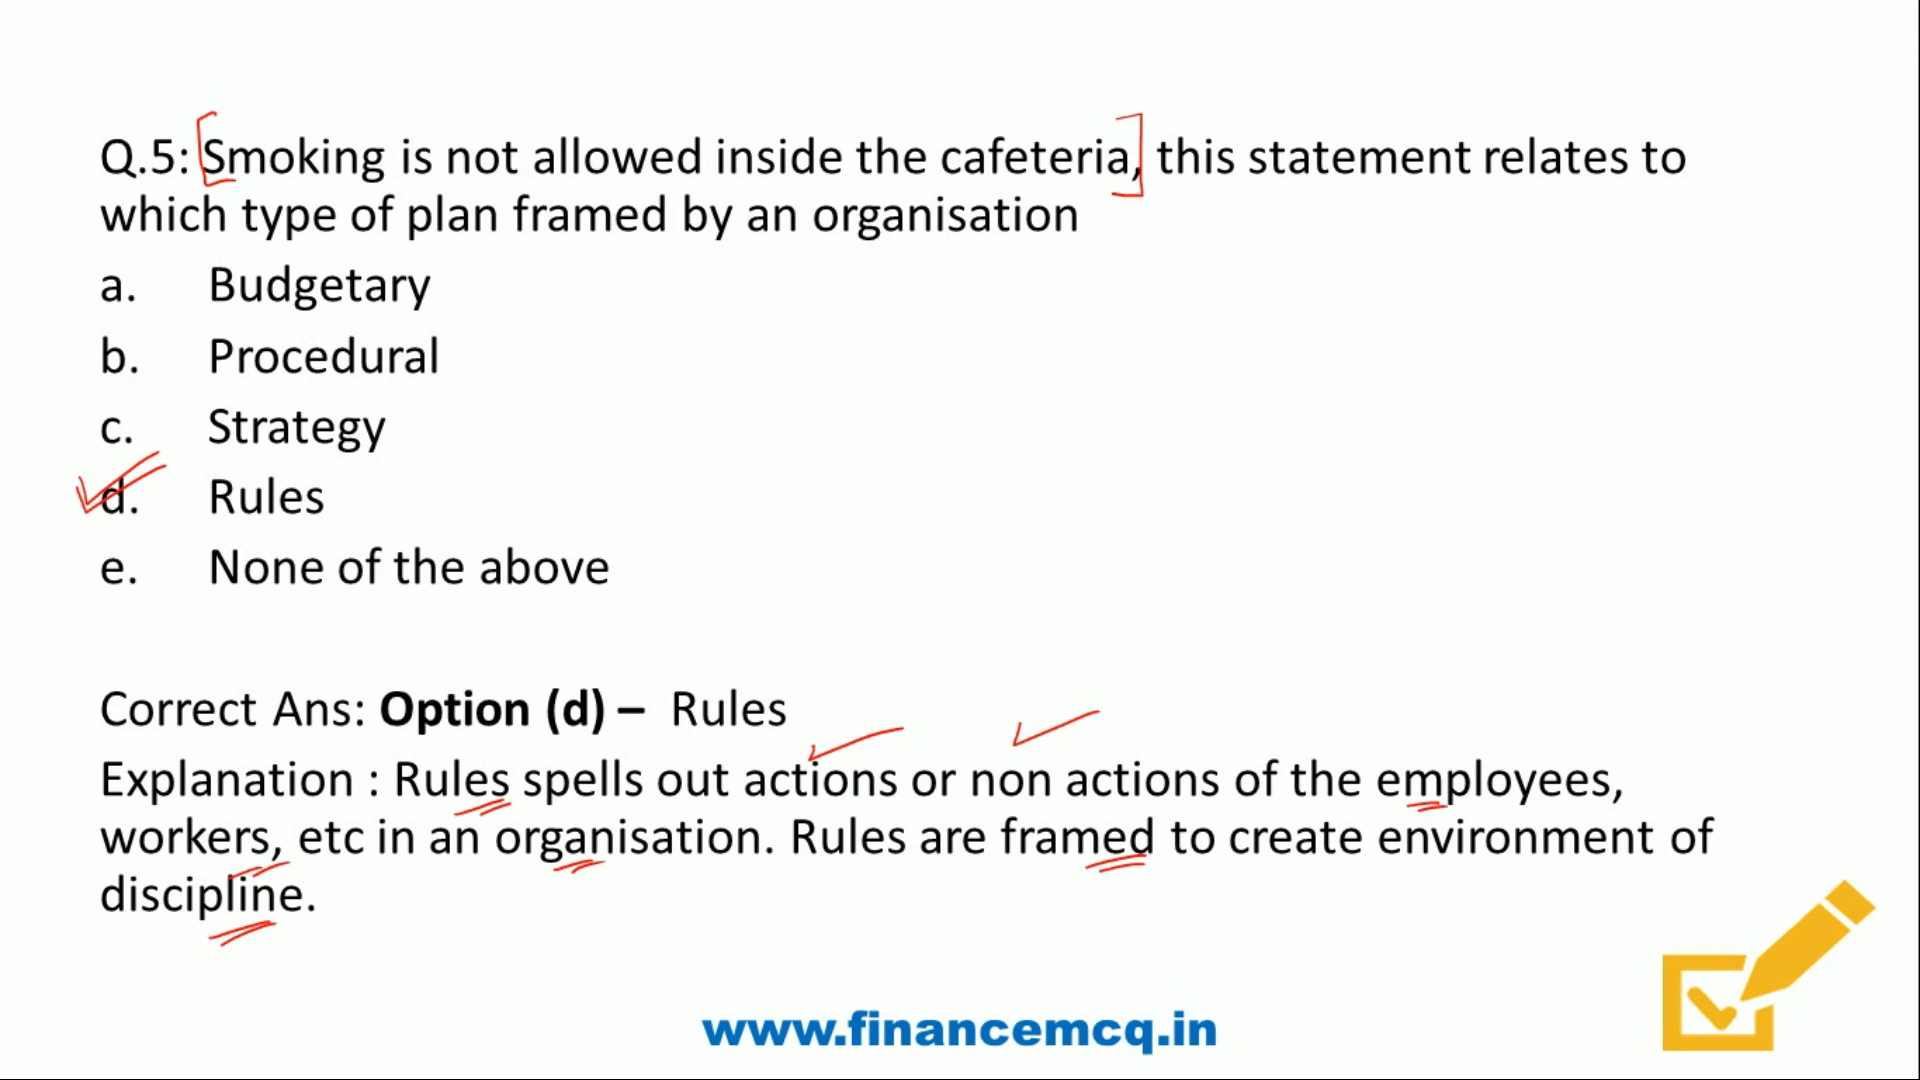 Q.5: Smoking is not allowed inside the cafeteria, this statement relates to
which type of plan framed by an organisation
a. Budgetary
b. Procedural
c. Strategy
d. Rules
e. None of the above
Correct Ans: Option (d) – Rules
Explanation : Rules spells out actions or non actions of the employees,
workers, etc in an organisation. Rules are framed to create environment of
discipline.
www.financemcq.in